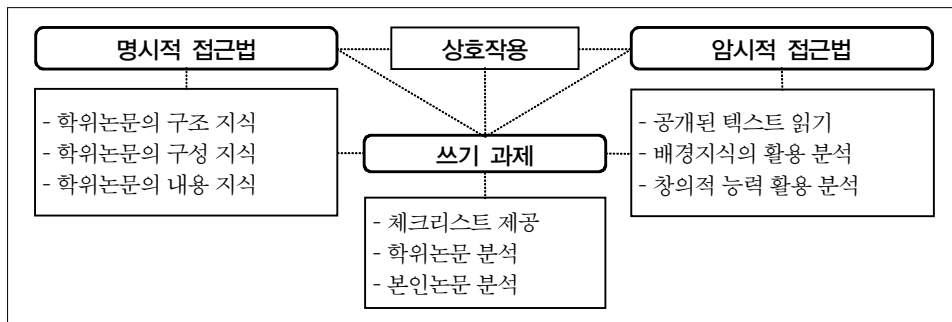 명시적 접근법
상호작용
암시적 접근법
- 학위논문의 구조 지식
- 학위논문의 구성 지식
- 학위논문의 내용 지식
- 공개된 텍스트 읽기
- 배경지식의 활용 분석
- 창의적 능력 활용 분석
쓰기 과제
- 체크리스트 제공
- 학위논문 분석
- 본인논문 분석